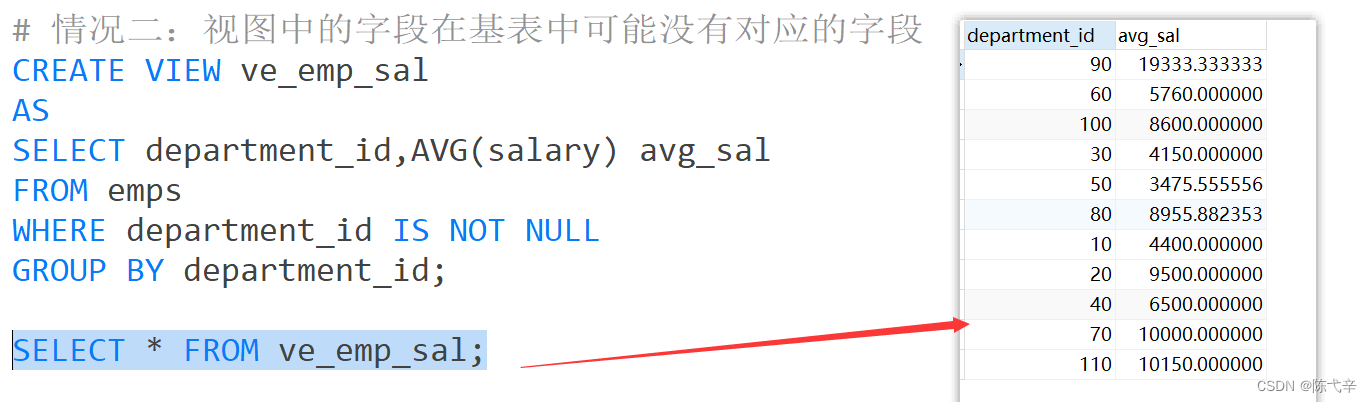 # 情况二：视图中的字段在基表中可能没有对应的字段
CREATE VIEW ve_emp_sal
AS
SELECT department_id,AVG(salary) avg_sal
FROM emps
WHERE department_id IS NOT NULL
GROUP BY department_id;
SELECT * FROM ve_emp_sal;
department_id avg_sal
90 19333.333333
60 5760.000000
100 8600.000000
30 4150.000000
50 3475.555556
80 8955.882353
10 4400.000000
20 9500.000000
40 6500.000000
70 10000.000000
110 10150.000000
CSDN @陈弋辛